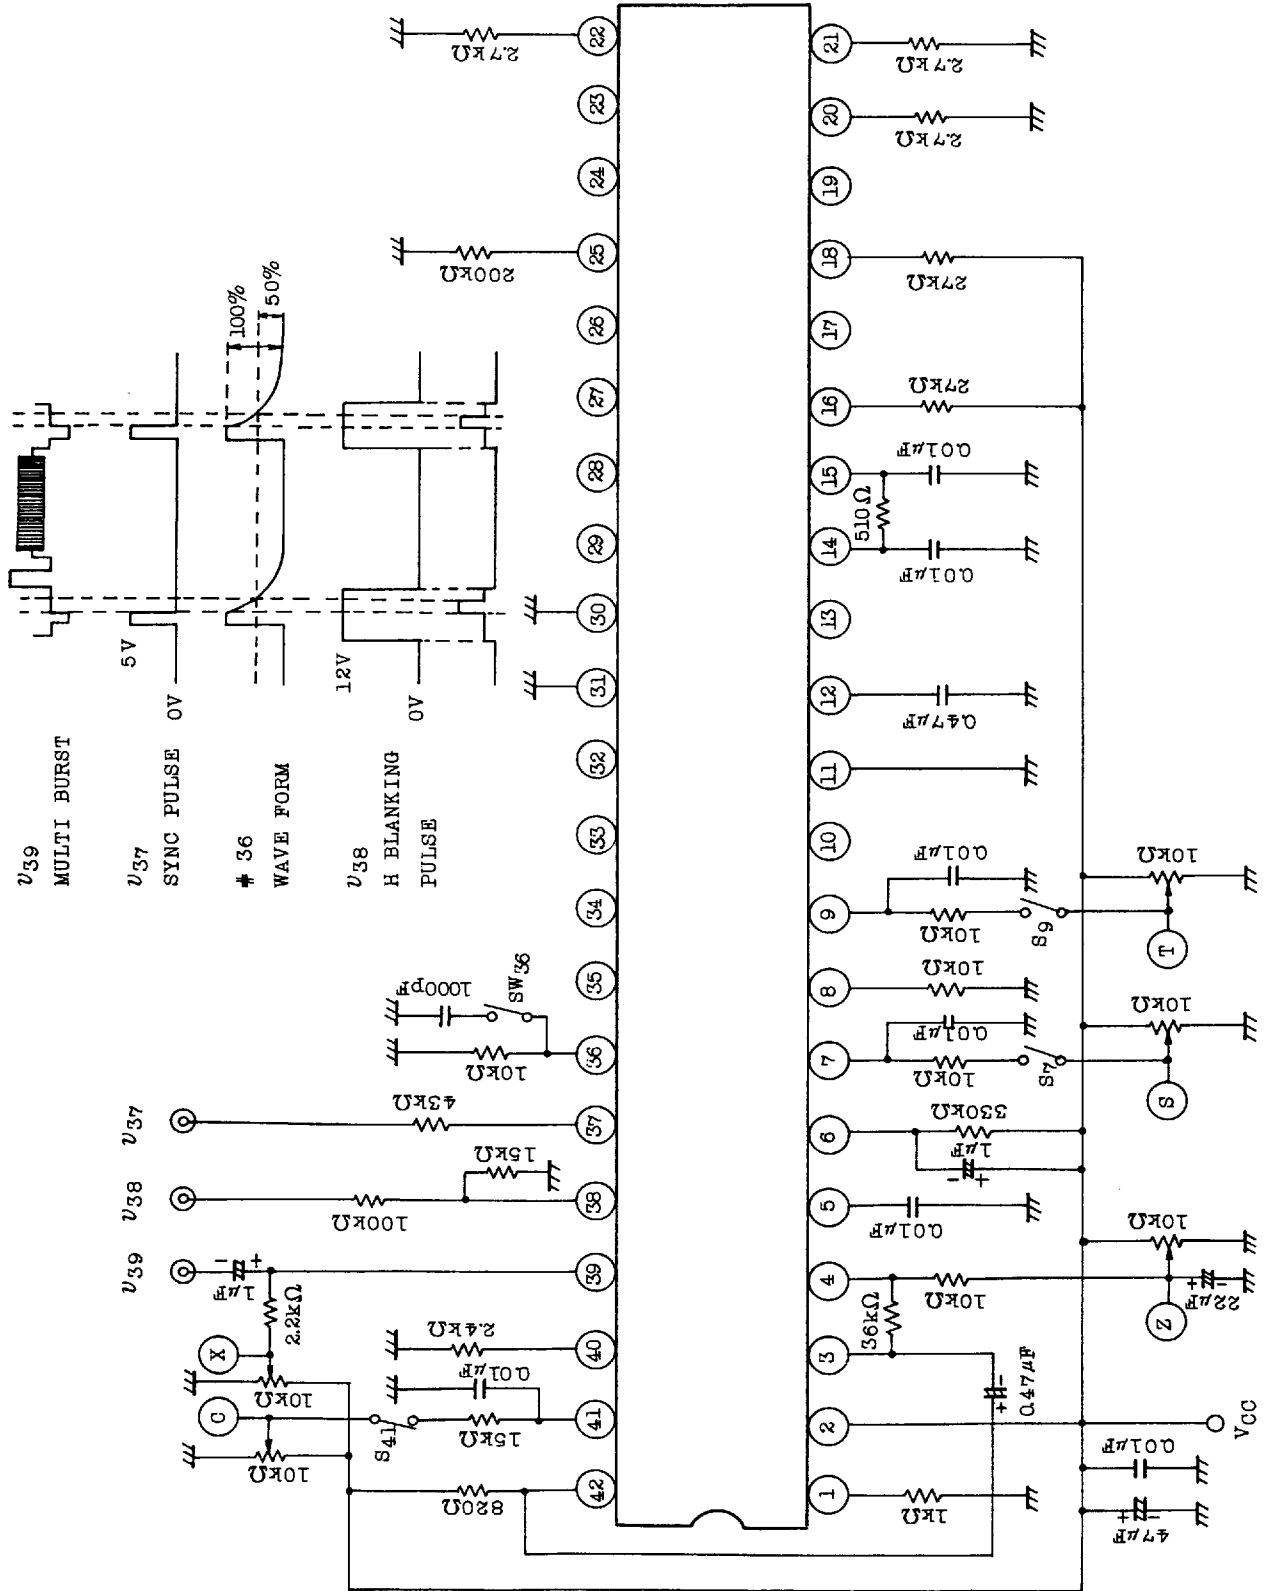 v39
MULTI BURST
v37
SYNC PULSE
5V
0V
# 36
WAVE FORM
100%
50%
v38
H BLANKING
PULSE
12V
0V
v39
v38
v37
1μF
-
+
2.2kΩ
X
10kΩ
C
10kΩ
S41
15kΩ
0.01μF
2.4kΩ
820Ω
100kΩ
15kΩ
43kΩ
10kΩ
1000pF
SW36
200kΩ
2.7kΩ
42
41
40
39
38
37
36
35
34
33
32
31
30
29
28
27
26
25
24
23
22
1
2
3
4
5
6
7
8
9
10
11
12
13
14
15
16
17
18
19
20
21
1kΩ
36kΩ
+
-
0.47μF
10kΩ
0.01μF
-
1μF
+
330kΩ
10kΩ
0.01μF
S7
10kΩ
10kΩ
0.01μF
S9
0.47μF
0.01μF
510Ω
0.01μF
27kΩ
27kΩ
2.7kΩ
2.7kΩ
47μF
+
-
0.01μF
VCC
Z
22μF
+
-
10kΩ
S
10kΩ
T
10kΩ